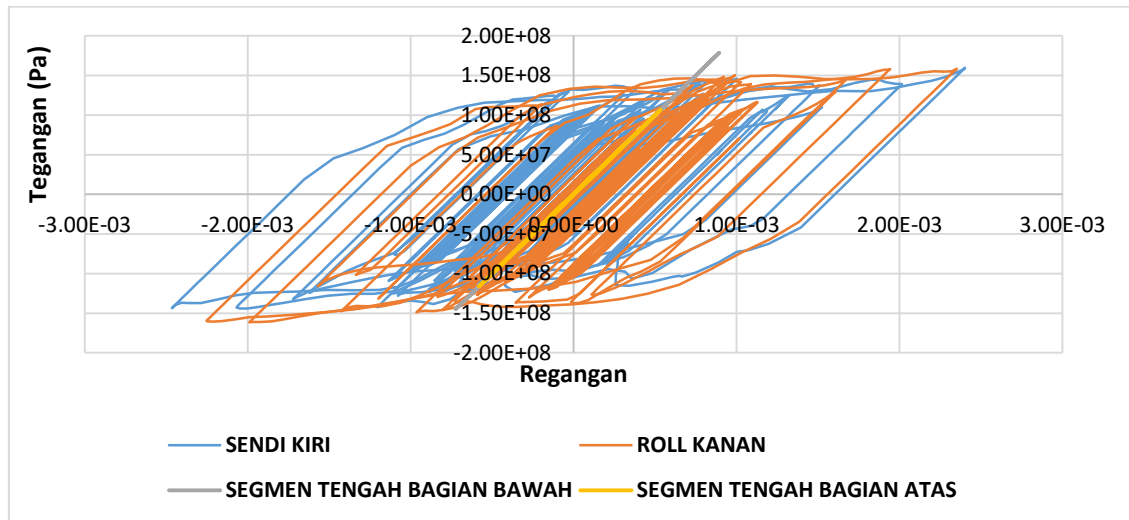 Tegangan (Pa)
2.00E+08
1.50E+08
1.00E+08
5.00E+07
0.00E+00
-5.00E+07
-1.00E+08
-1.50E+08
-2.00E+08
-3.00E-03 -2.00E-03 -1.00E-03 0.00E+00 1.00E-03 2.00E-03 3.00E-03
Regangan
SENDI KIRI ROLL KANAN
SEGMEN TENGAH BAGIAN BAWAH SEGMEN TENGAH BAGIAN ATAS